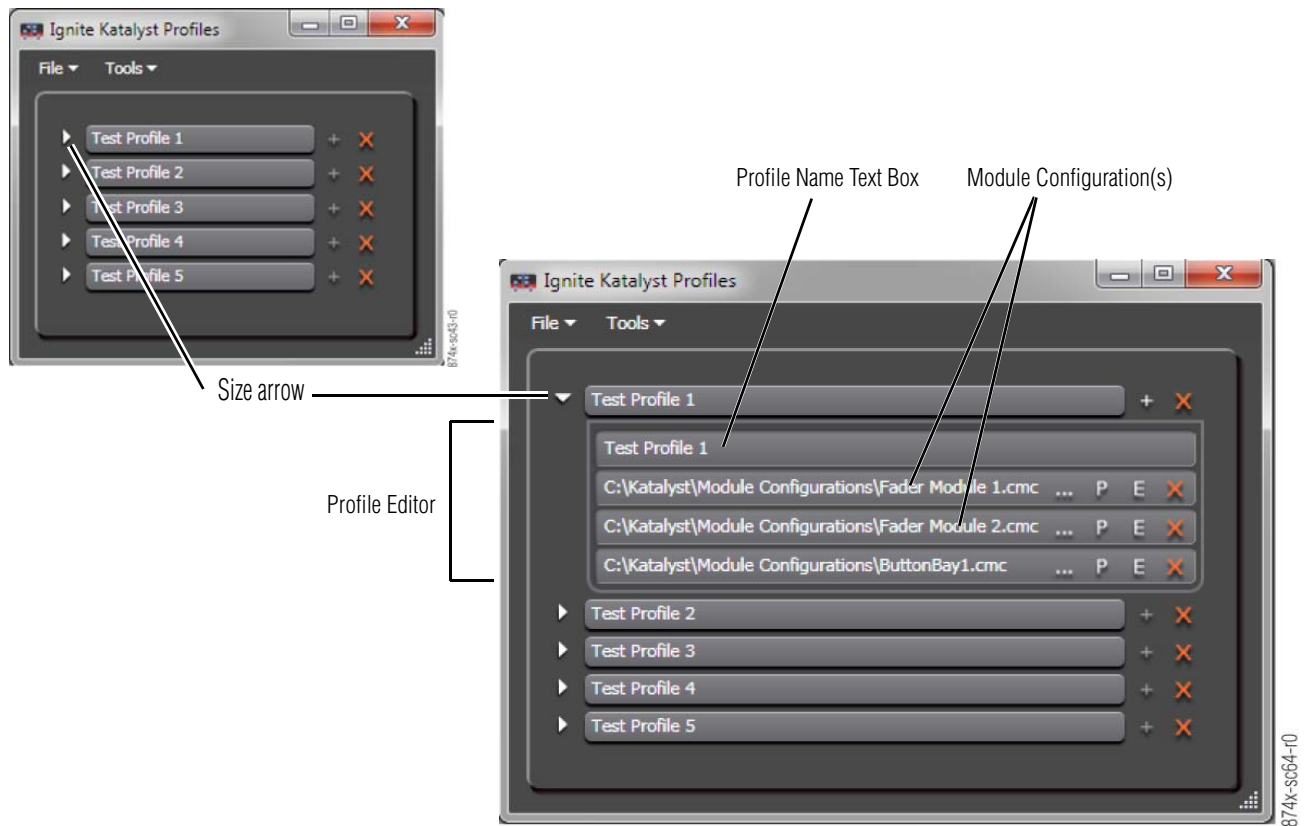 Ignite Katalyst Profiles
File Tools
Test Profile 1 + X
Test Profile 2 + X
Test Profile 3 + X
Test Profile 4 + X
Test Profile 5 + X
874x-sc43-r0
Size arrow
Profile Name Text Box
Module Configuration(s)
Profile Editor
Ignite Katalyst Profiles
File Tools
Test Profile 1 + X
Test Profile 1
C:\Katalyst\Module Configurations\Fader Module 1.cmc ... P E X
C:\Katalyst\Module Configurations\Fader Module 2.cmc ... P E X
C:\Katalyst\Module Configurations\ButtonBay1.cmc ... P E X
Test Profile 2 + X
Test Profile 3 + X
Test Profile 4 + X
Test Profile 5 + X
874x-sc64-r0